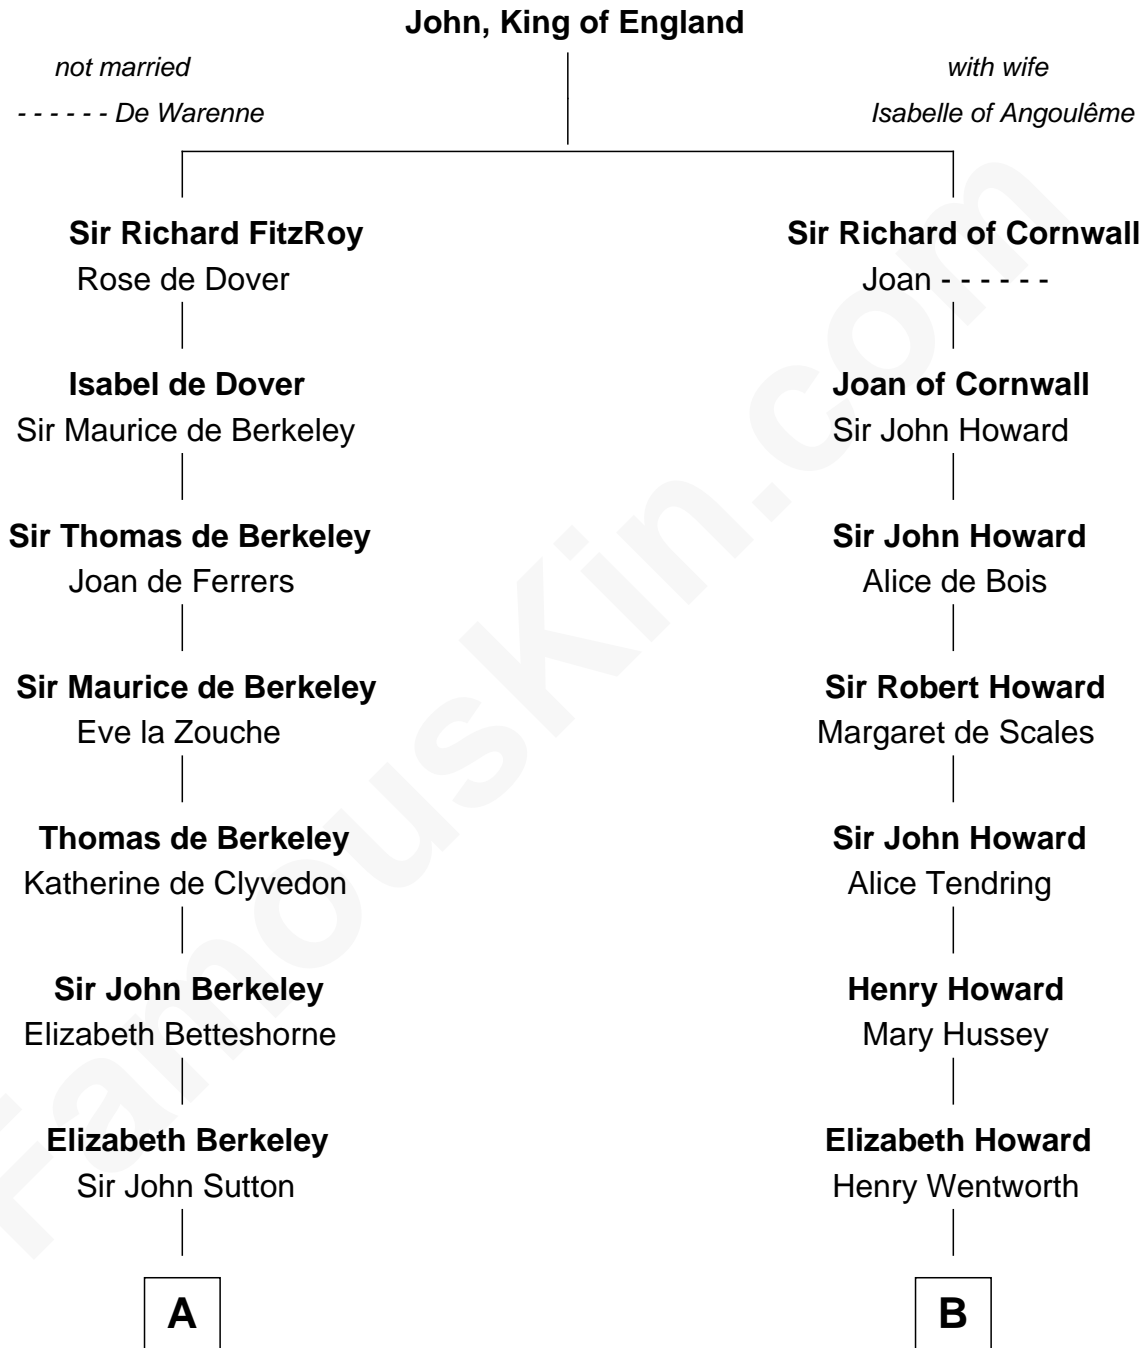 John, King of England
not married
- - - - - - De Warenne
with wife
Isabelle of Angoulême
Sir Richard FitzRoy
Rose de Dover
Isabel de Dover
Sir Maurice de Berkeley
Sir Thomas de Berkeley
Joan de Ferrers
Sir Maurice de Berkeley
Eve la Zouche
Thomas de Berkeley
Katherine de Clyvedon
Sir John Berkeley
Elizabeth Betteshorne
Elizabeth Berkeley
Sir John Sutton
A
Sir Richard of Cornwall
Joan - - - - - -
Joan of Cornwall
Sir John Howard
Sir John Howard
Alice de Bois
Sir Robert Howard
Margaret de Scales
Sir John Howard
Alice Tendring
Henry Howard
Mary Hussey
Elizabeth Howard
Henry Wentworth
B
FamousKin.com